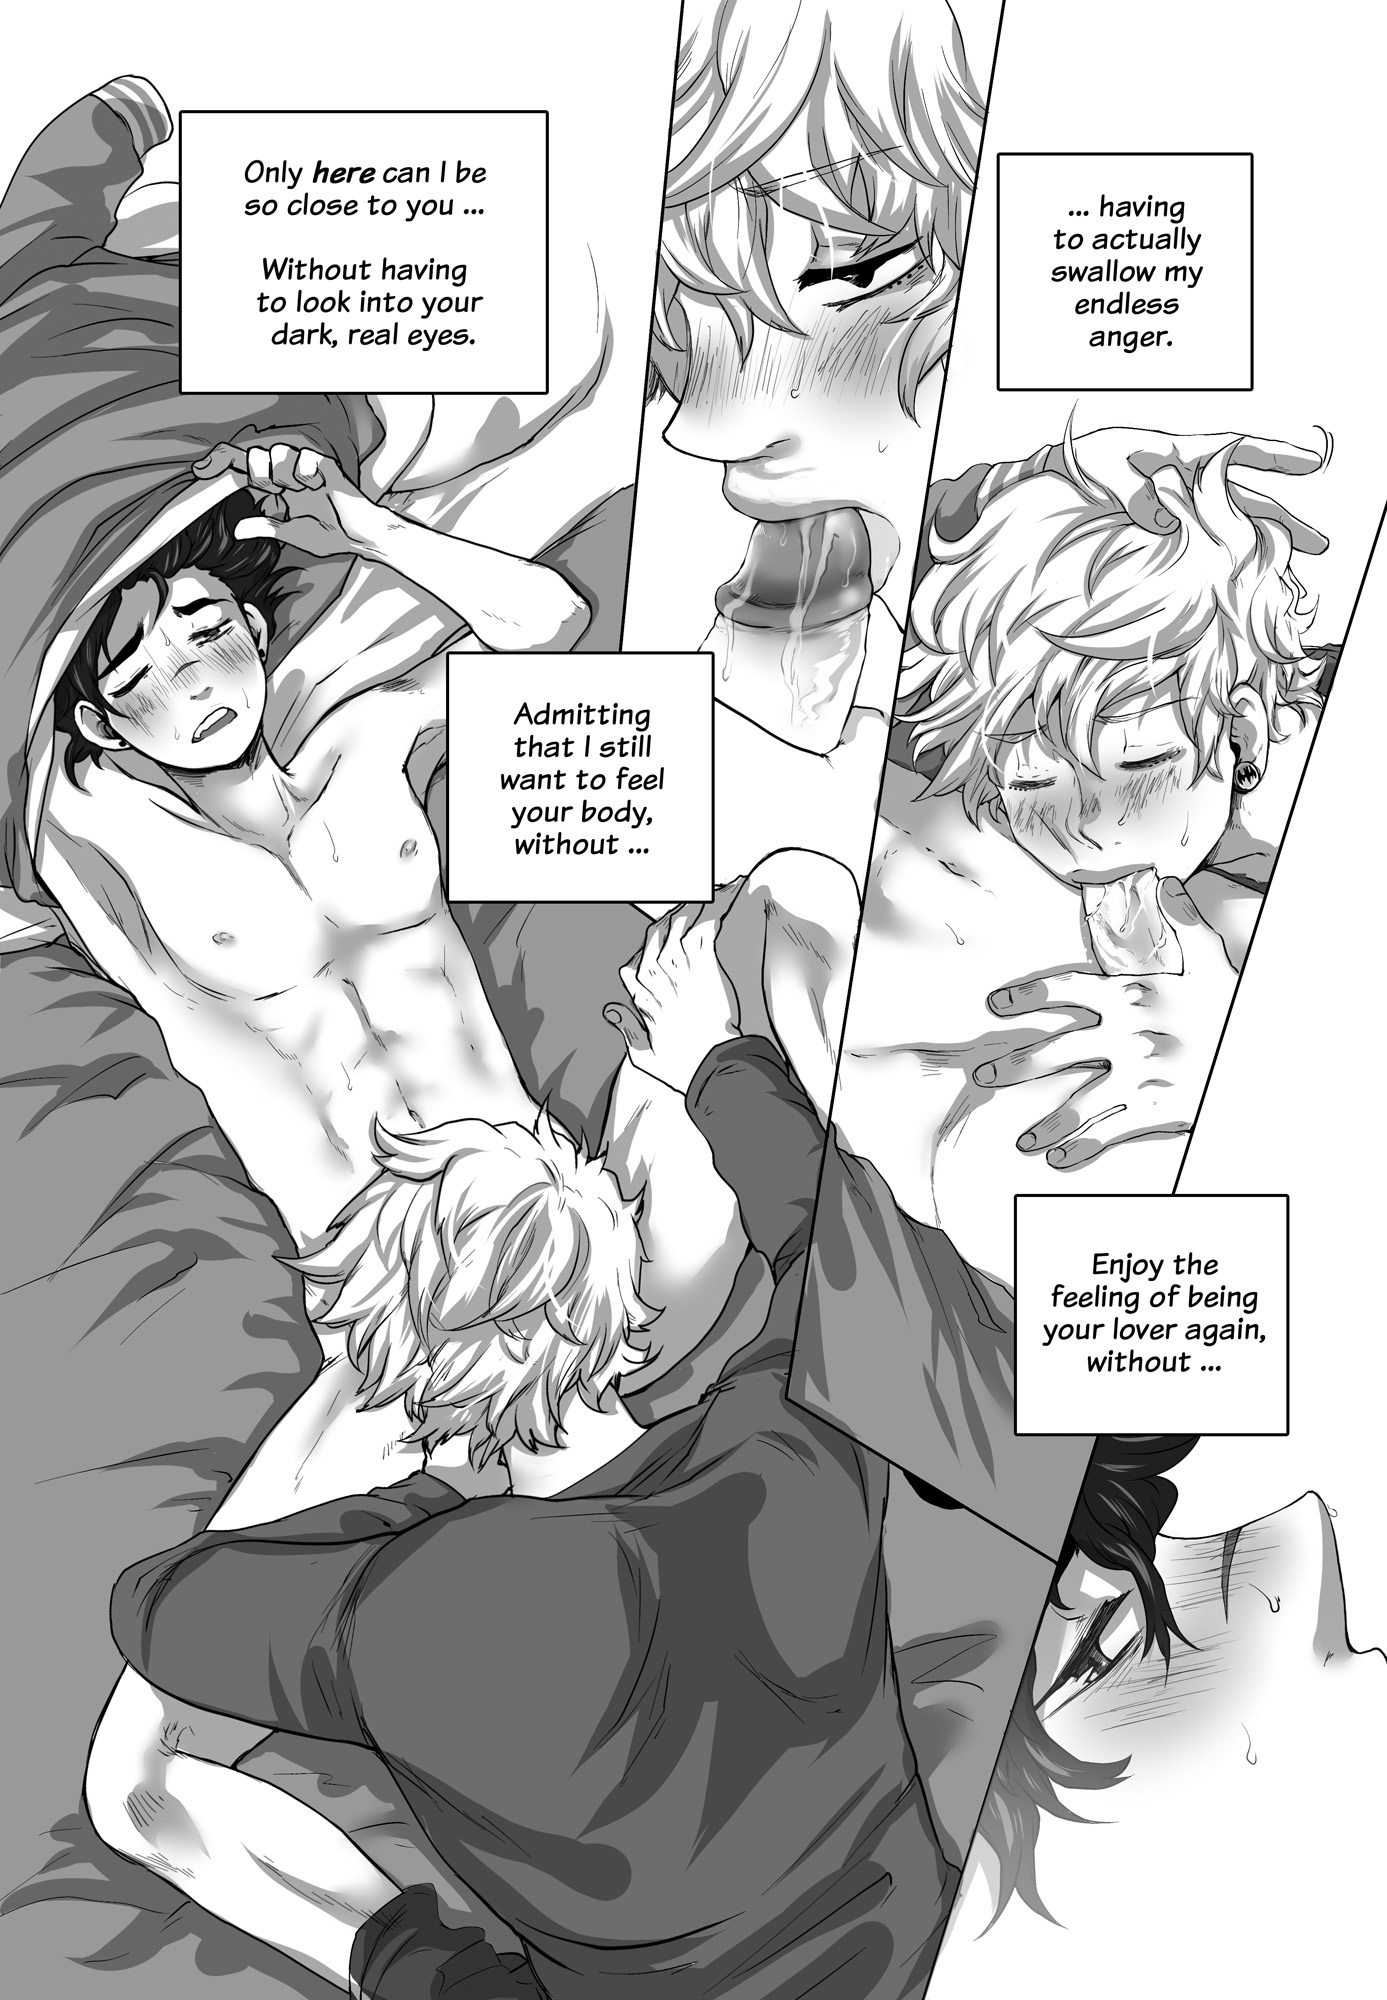 Only here can I be
so close to you ...
Without having
to look into your
dark, real eyes.
Admitting
that I still
want to feel
your body,
without ...
... having
to actually
swallow my
endless
anger.
Enjoy the
feeling of being
your lover again,
without ...